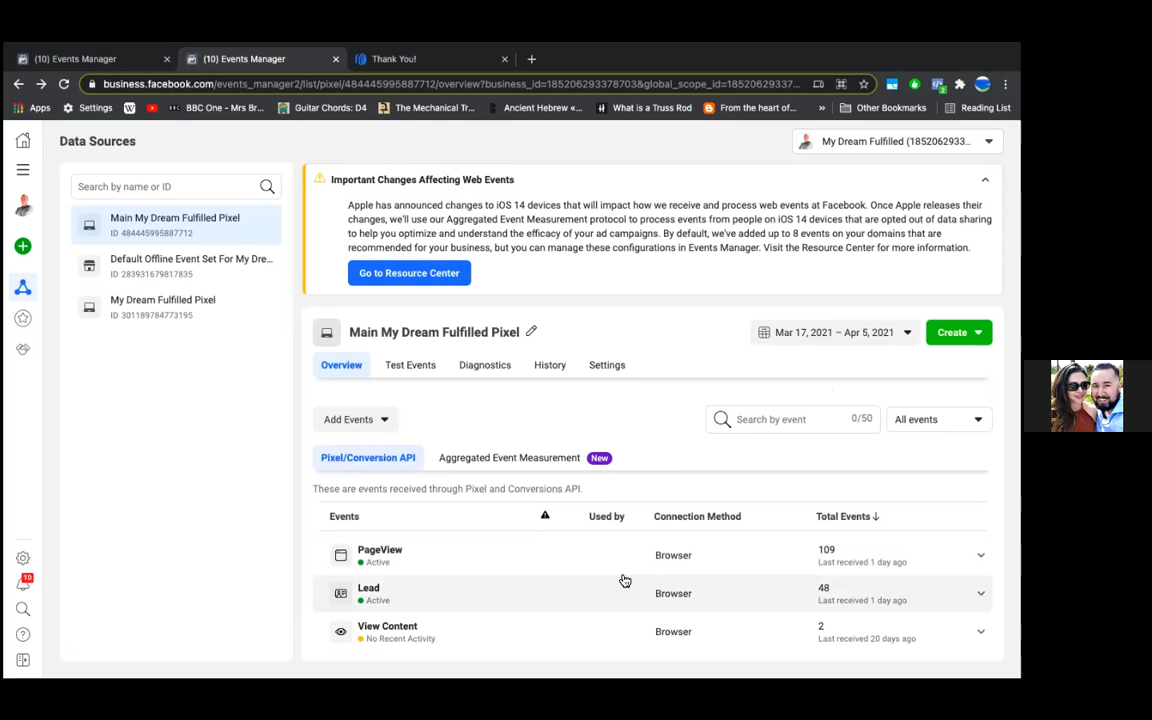 (10) Events Manager
(10) Events Manager
Thank You!
business.facebook.com/events_manager2/list/pixel/484445995887712/overview?business_id=185206293378703&global_scope_id=18520629337...
Apps
Settings
BBC One - Mrs Br...
Guitar Chords: D4
The Mechanical Tr...
Ancient Hebrew «...
What is a Truss Rod
From the heart of...
»
Other Bookmarks
Reading List
Data Sources
My Dream Fulfilled (1852062933...
Search by name or ID
Main My Dream Fulfilled Pixel
ID 484445995887712
Default Offline Event Set For My Dre...
ID 283931679817835
My Dream Fulfilled Pixel
ID 301189784773195
Important Changes Affecting Web Events
Apple has announced changes to iOS 14 devices that will impact how we receive and process web events at Facebook. Once Apple releases their
changes, we'll use our Aggregated Event Measurement protocol to process events from people on iOS 14 devices that are opted out of data sharing
to help you optimize and understand the efficacy of your ad campaigns. By default, we've added up to 8 events on your domains that are
recommended for your business, but you can manage these configurations in Events Manager. Visit the Resource Center for more information.
Go to Resource Center
Main My Dream Fulfilled Pixel
Mar 17, 2021 – Apr 5, 2021
Create
Overview
Test Events
Diagnostics
History
Settings
Add Events
Search by event
0/50
All events
Pixel/Conversion API
Aggregated Event Measurement
New
These are events received through Pixel and Conversions API.
Events
Used by
Connection Method
Total Events
PageView
Active
Browser
109
Last received 1 day ago
Lead
Active
Browser
48
Last received 1 day ago
View Content
No Recent Activity
Browser
2
Last received 20 days ago
10